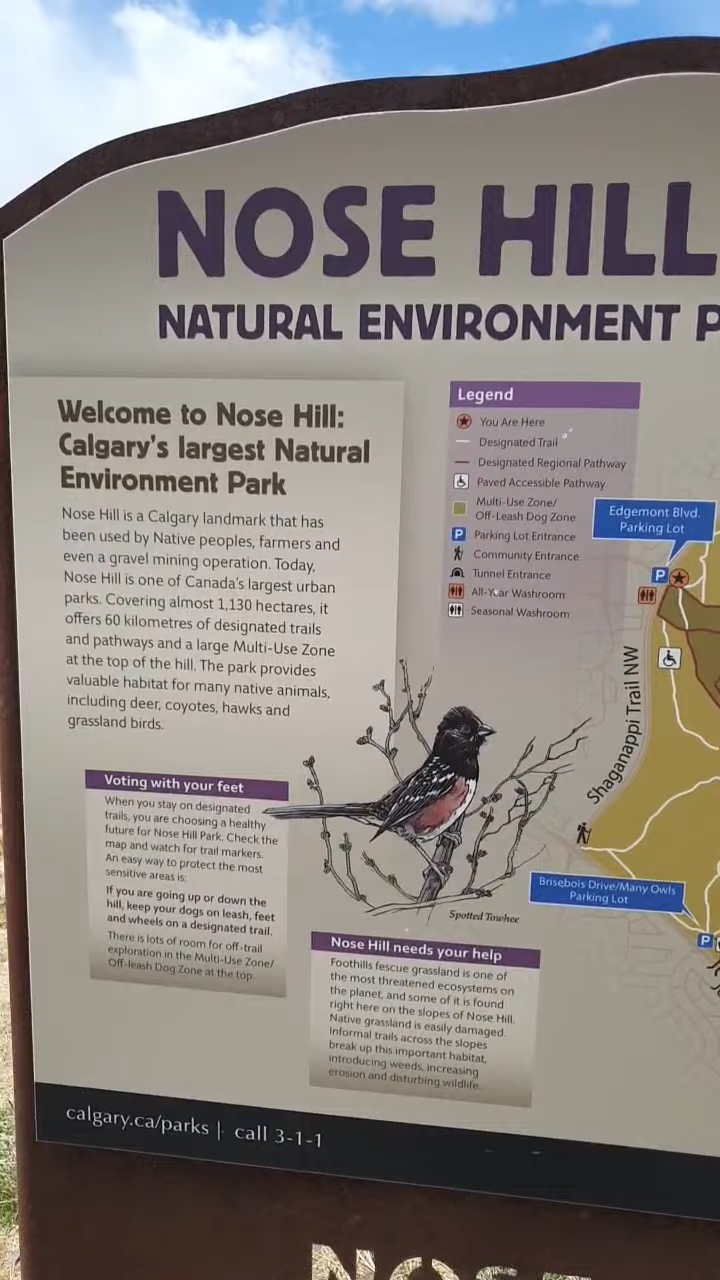 NOSE HILL
NATURAL ENVIRONMENT P
Welcome to Nose Hill:
Calgary's largest Natural
Environment Park
Nose Hill is a Calgary landmark that has
been used by Native peoples, farmers and
even a gravel mining operation. Today,
Nose Hill is one of Canada's largest urban
parks. Covering almost 1,130 hectares, it
offers 60 kilometres of designated trails
and pathways and a large Multi-Use Zone
at the top of the hill. The park provides
valuable habitat for many native animals,
including deer, coyotes, hawks and
grassland birds.
Legend
You Are Here
Designated Trail
Designated Regional Pathway
Paved Accessible Pathway
Multi-Use Zone/
Off-Leash Dog Zone
P Parking Lot Entrance
Community Entrance
Tunnel Entrance
All-Year Washroom
Seasonal Washroom
Edgemont Blvd.
Parking Lot
P
Shaganappi Trail NW
Brisebois Drive/Many Owls
Parking Lot
P
Voting with your feet
When you stay on designated
trails, you are choosing a healthy
future for Nose Hill Park. Check the
map and watch for trail markers.
An easy way to protect the most
sensitive areas is:
If you are going up or down the
hill, keep your dogs on leash, feet
and wheels on a designated trail.
There is lots of room for off-trail
exploration in the Multi-Use Zone/
Off-leash Dog Zone at the top.
Spotted Towhee
Nose Hill needs your help
Foothills fescue grassland is one of
the most threatened ecosystems on
the planet, and some of it is found
right here on the slopes of Nose Hill.
Native grassland is easily damaged.
Informal trails across the slopes
break up this important habitat,
introducing weeds, increasing
erosion and disturbing wildlife.
calgary.ca/parks | call 3-1-1
NOSE